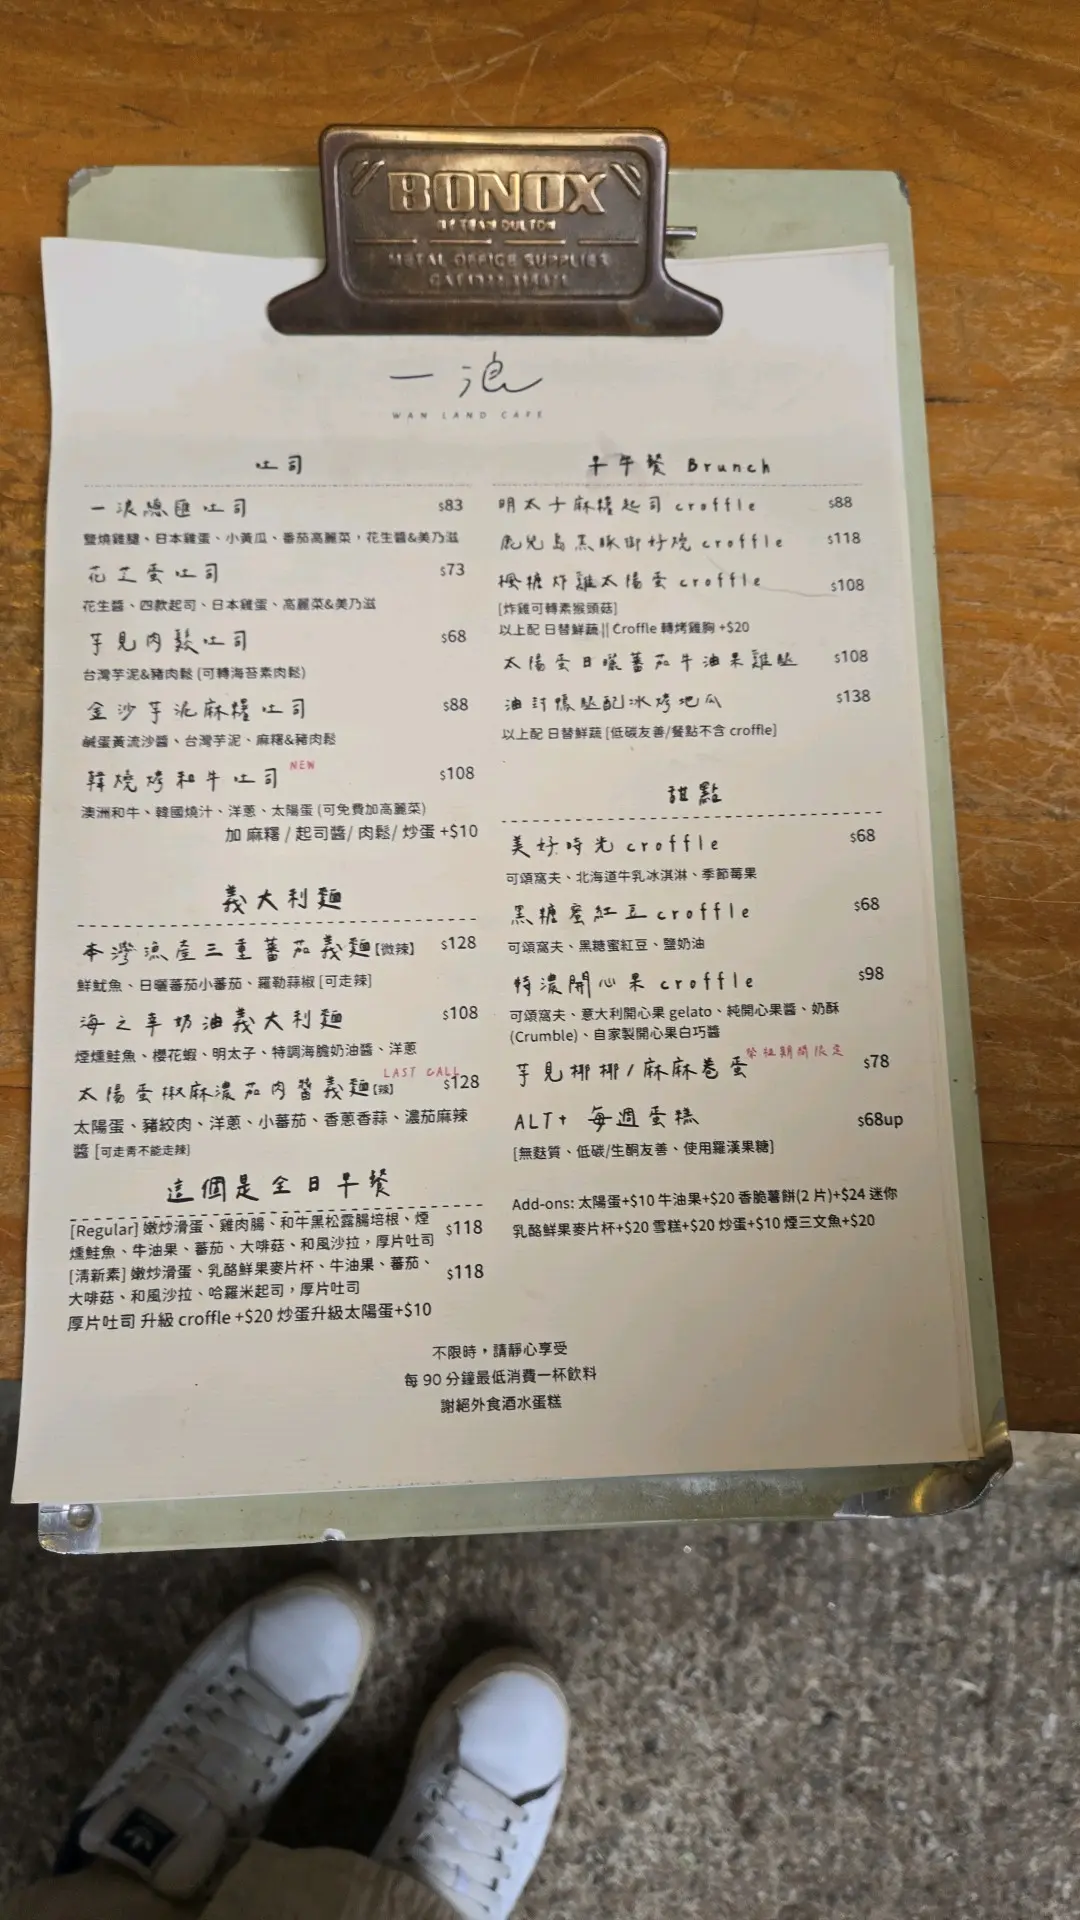 BONOX
METAL OFFICE SUPPLIES
一浪
WAN LAND CAFE
吐司
一浪總匯吐司 $83
鹽燒雞腿、日本雞蛋、小黃瓜、番茄高麗菜，花生醬&美乃滋
花芝蛋吐司 $73
花生醬、四款起司、日本雞蛋、高麗菜&美乃滋
芋見肉鬆吐司 $68
台灣芋泥&豬肉鬆 (可轉海苔素肉鬆)
金沙芋泥麻糬吐司 $88
鹹蛋黃流沙醬、台灣芋泥、麻糬&豬肉鬆
韓燒烤和牛吐司 NEW $108
澳洲和牛、韓國燒汁、洋蔥、太陽蛋 (可免費加高麗菜)
加 麻糬 / 起司醬/ 肉鬆/ 炒蛋 +$10
義大利麵
本灣漁產三重蕃茄義麵[微辣] $128
鮮魷魚、日曬蕃茄小蕃茄、羅勒蒜椒 [可走辣]
海之幸奶油義大利麵 $108
煙燻鮭魚、櫻花蝦、明太子、特調海膽奶油醬、洋蔥
LAST CALL
太陽蛋椒麻濃茄肉醬義麵[辣] $128
太陽蛋、豬絞肉、洋蔥、小蕃茄、香蔥香蒜、濃茄麻辣
醬 [可走青不能走辣]
這個是全日早餐
[Regular] 嫩炒滑蛋、雞肉腸、和牛黑松露腸培根、煙
燻鮭魚、牛油果、蕃茄、大啡菇、和風沙拉，厚片吐司 $118
[清新素] 嫩炒滑蛋、乳酪鮮果麥片杯、牛油果、蕃茄、
大啡菇、和風沙拉、哈羅米起司，厚片吐司 $118
厚片吐司 升級 croffle +$20 炒蛋升級太陽蛋+$10
早午餐 Brunch
明太子麻糬起司 croffle $88
鹿兒島黑豚御好燒 croffle $118
楓糖炸雞太陽蛋 croffle $108
[炸雞可轉素猴頭菇]
以上配 日替鮮蔬 || Croffle 轉烤雞胸 +$20
太陽蛋日曬蕃茄牛油果雞腿 $108
油封鴨腿配冰烤地瓜 $138
以上配 日替鮮蔬 [低碳友善/餐點不含 croffle]
甜點
美好時光 croffle $68
可頌窩夫、北海道牛乳冰淇淋、季節莓果
黑糖蜜紅豆 croffle $68
可頌窩夫、黑糖蜜紅豆、鹽奶油
特濃開心果 croffle $98
可頌窩夫、意大利開心果 gelato、純開心果醬、奶酥
(Crumble)、自家製開心果白巧醬
期間限定
芋見椰椰/麻麻卷蛋 $78
ALT+ 每週蛋糕 $68up
[無麩質、低碳/生酮友善、使用羅漢果糖]
Add-ons: 太陽蛋+$10 牛油果+$20 香脆薯餅(2 片)+$24 迷你
乳酪鮮果麥片杯+$20 雪糕+$20 炒蛋+$10 煙三文魚+$20
不限時，請靜心享受
每 90 分鐘最低消費一杯飲料
謝絕外食酒水蛋糕